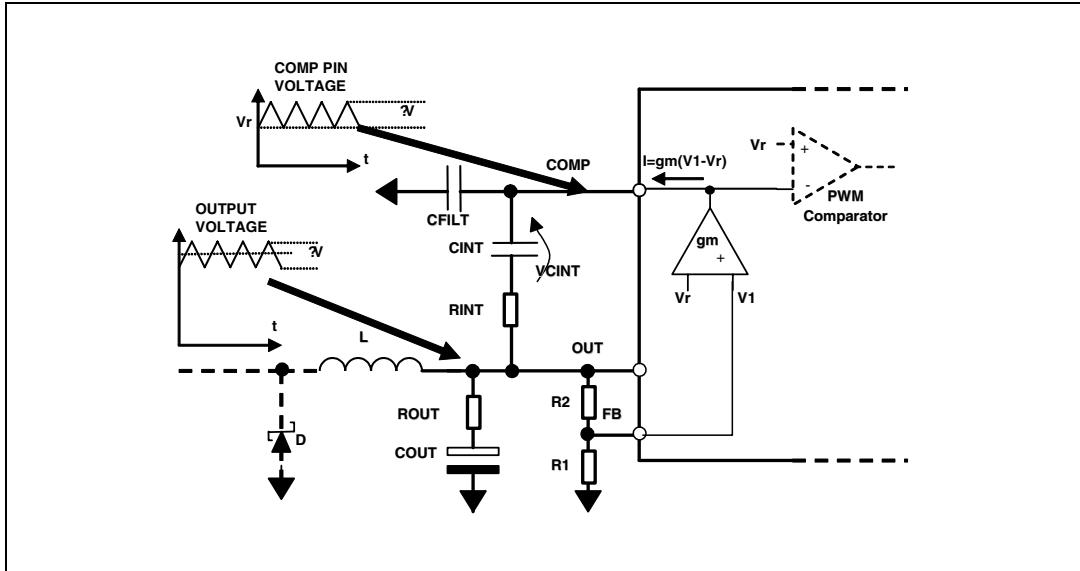 COMP PIN
VOLTAGE
?V
Vr
t
COMP
I=gm(V1-Vr)
Vr
+
-
PWM
Comparator
OUTPUT
VOLTAGE
?V
CFILT
CINT
VCINT
gm
+
Vr
V1
RINT
t
L
OUT
ROUT
R2
FB
D
COUT
R1